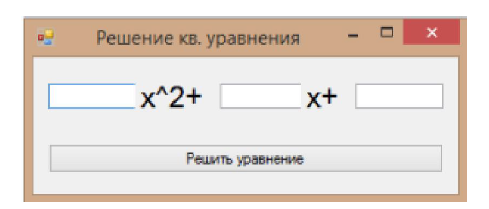 Решение кв. уравнения
x^2+ x+
Решить уравнение